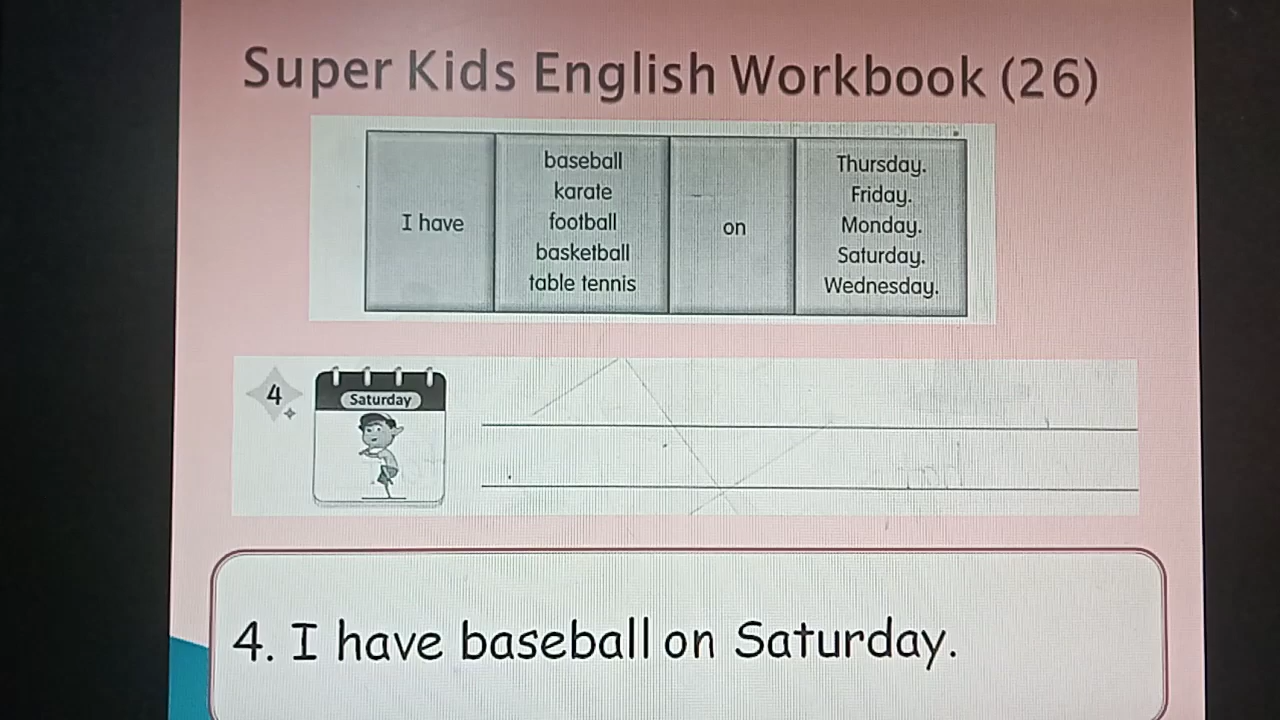 Super Kids English Workbook (26)
I have
baseball
karate
football
basketball
table tennis
on
Thursday.
Friday.
Monday.
Saturday.
Wednesday.
4
Saturday
4. I have baseball on Saturday.